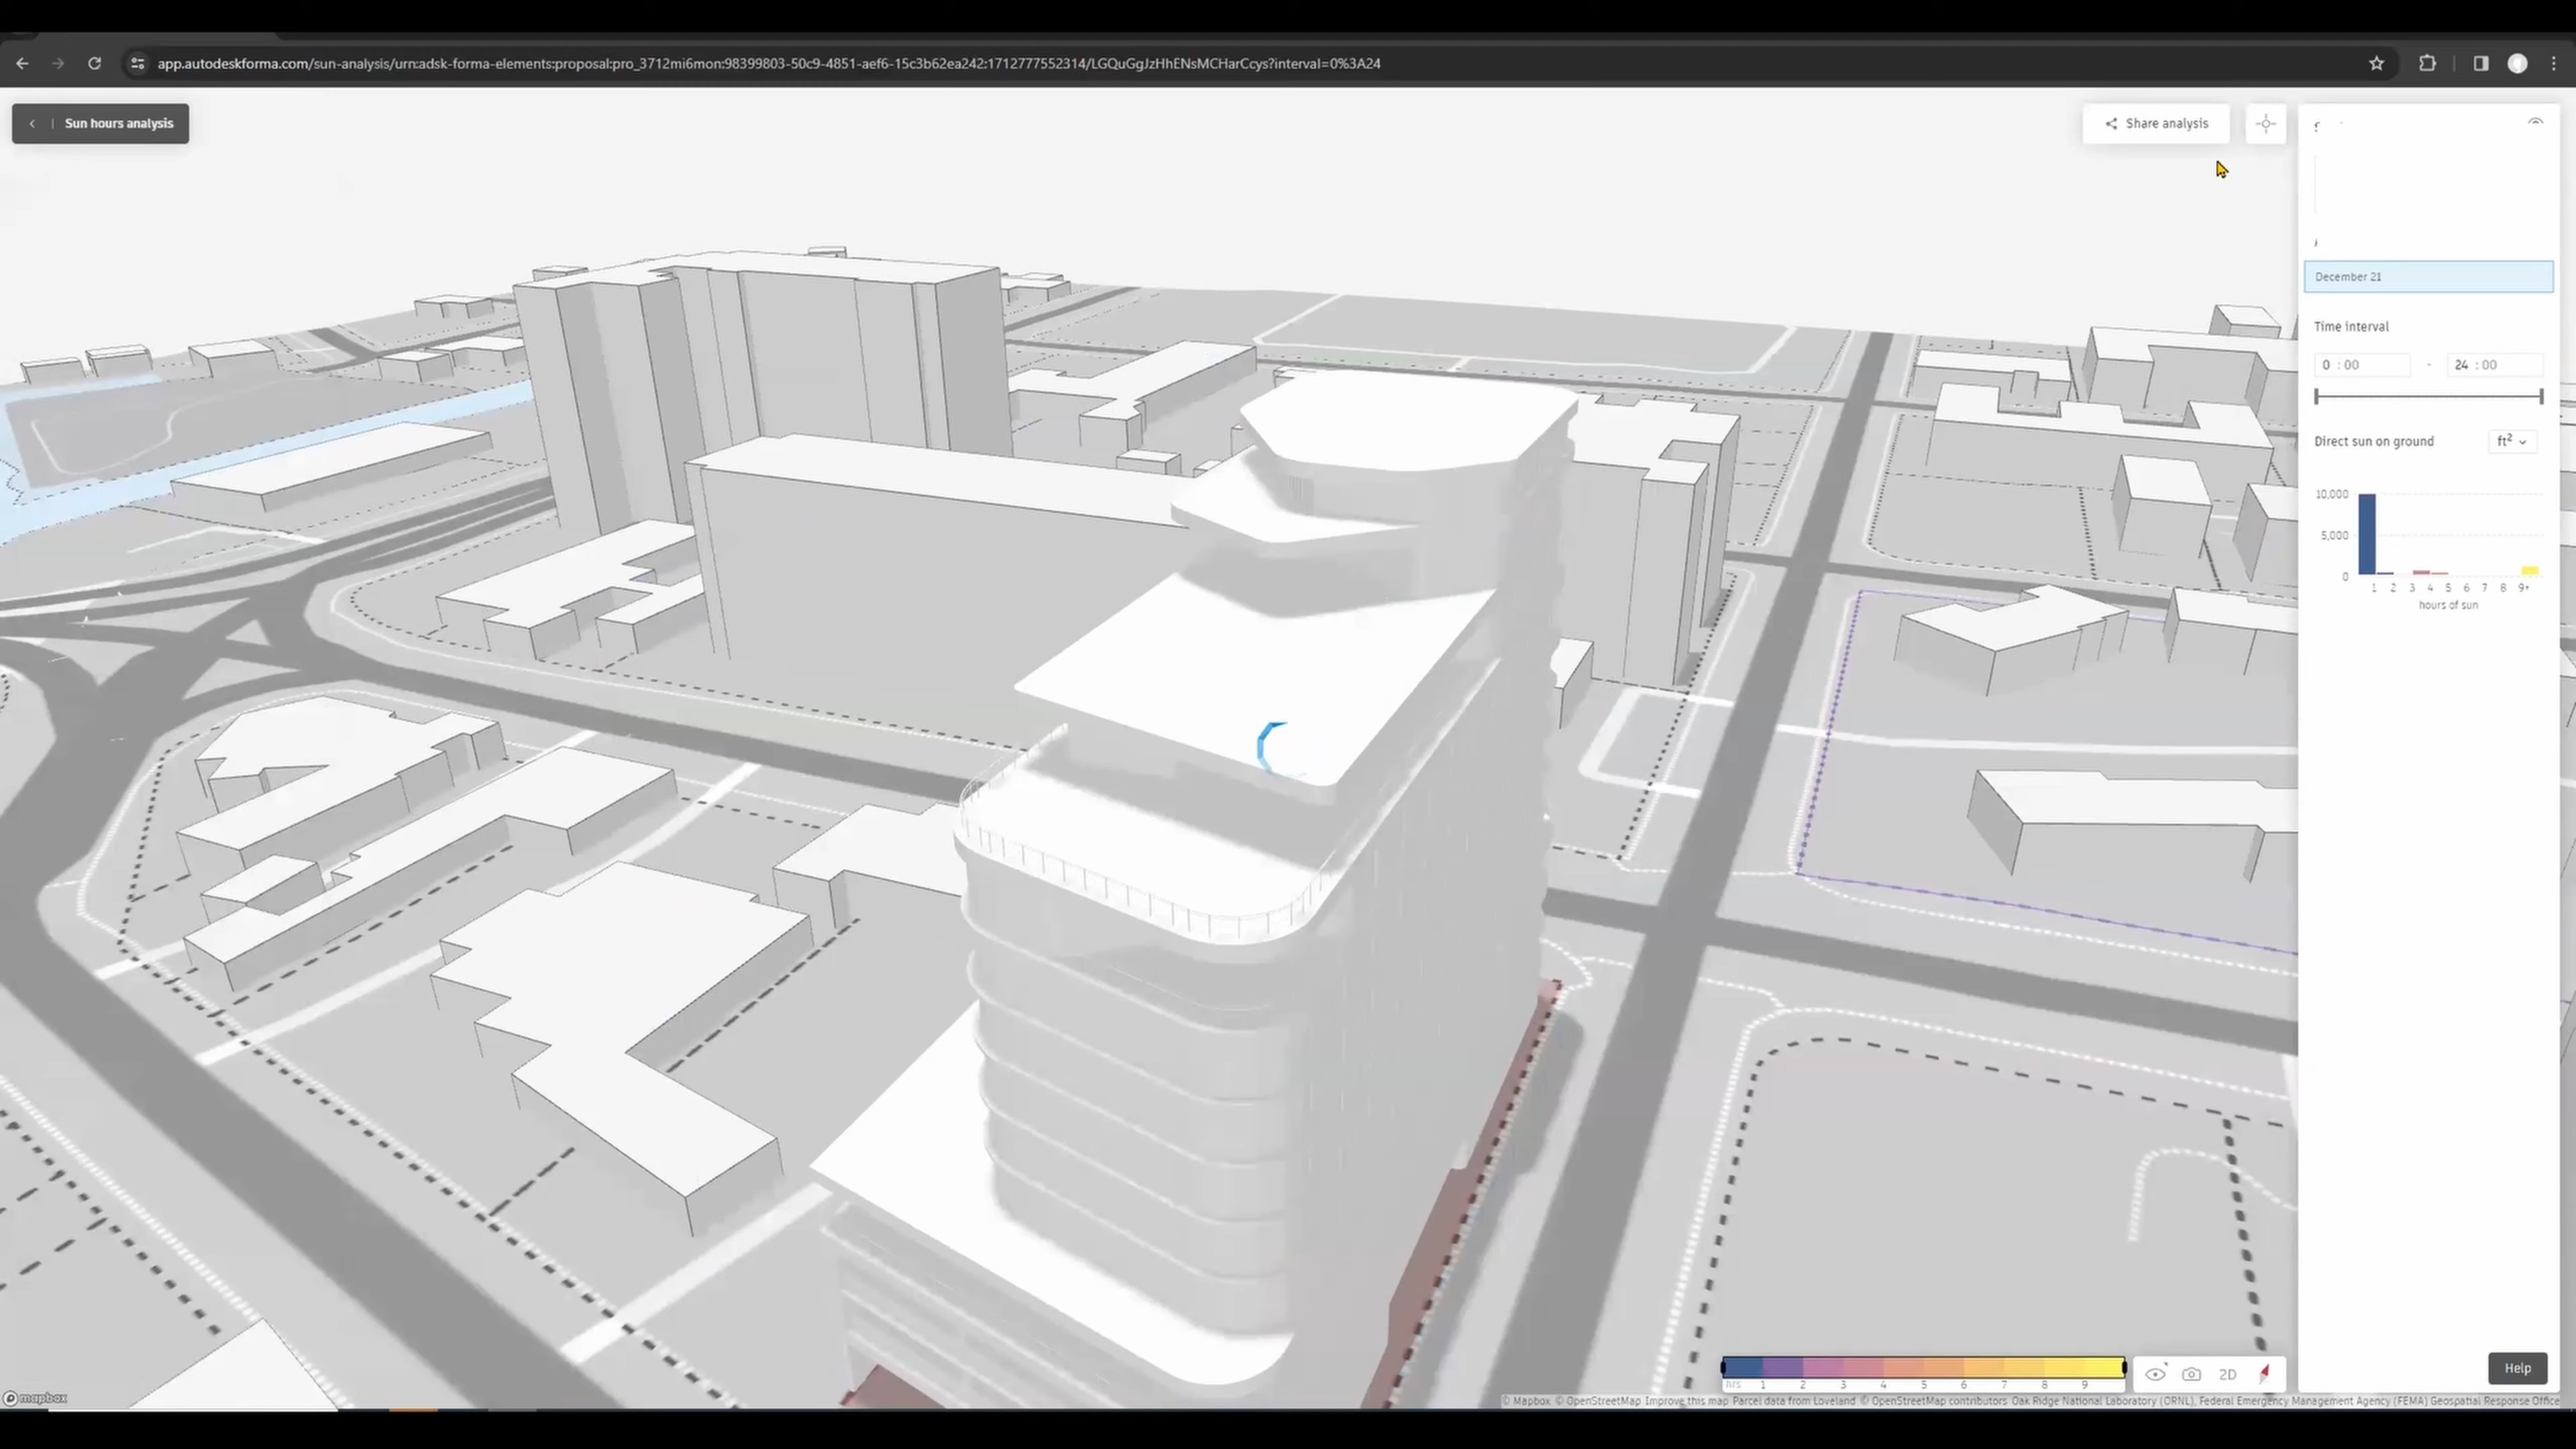 app.autodeskforma.com/sun-analysis/urn:adsk-forma-elements:proposal:pro_3712mi6mon:98399803-50c9-4851-aef6-15c3b62ea242:1712777552314/LGQuGgJzHhENsMCHarCcys?interval=0%3A24
Sun hours analysis
Share analysis
December 21
Time interval
0 : 00 - 24 : 00
Direct sun on ground ft²
10,000
5,000
0
1 2 3 4 5 6 7 8 9+
hours of sun
Help
hrs 1 2 3 4 5 6 7 8 9
2D
mapbox
© Mapbox © OpenStreetMap Improve this map Parcel data from Loveland © OpenStreetMap contributors Oak Ridge National Laboratory (ORNL), Federal Emergency Management Agency (FEMA) Geospatial Response Office